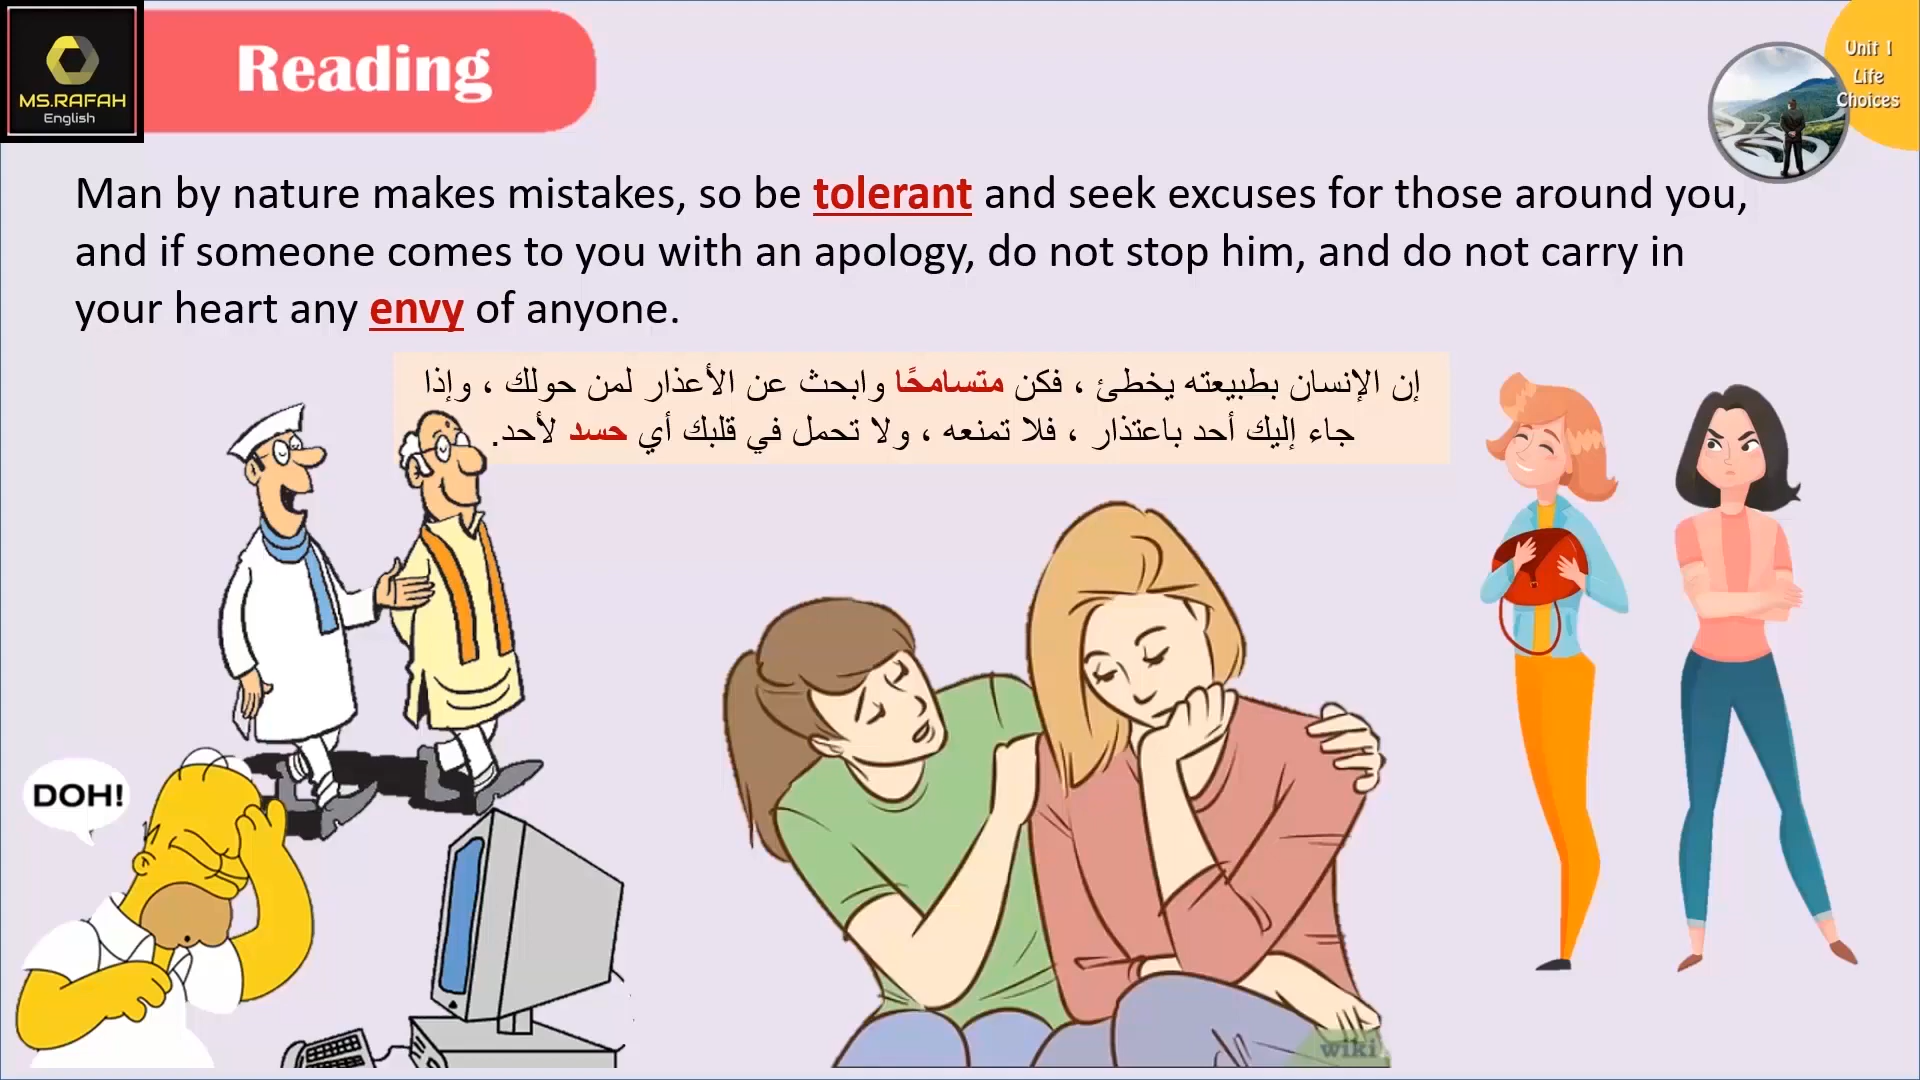 MS.RAFAH
English
Reading
Unit 1
Life
Choices
Man by nature makes mistakes, so be tolerant and seek excuses for those around you,
and if someone comes to you with an apology, do not stop him, and do not carry in
your heart any envy of anyone.
إن الإنسان بطبيعته يخطئ ، فكن متسامحًا وابحث عن الأعذار لمن حولك ، وإذا
جاء إليك أحد باعتذار ، فلا تمنعه ، ولا تحمل في قلبك أي حسد لأحد.
DOH!
wiki